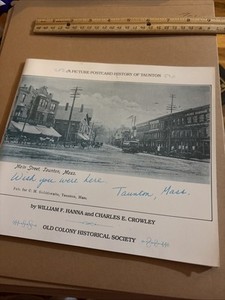 A PICTURE POSTCARD HISTORY OF TAUNTON
Main Street, Taunton, Mass.
Wish you were here
Taunton, Mass.
by WILLIAM F. HANNA and CHARLES E. CROWLEY
OLD COLONY HISTORICAL SOCIETY